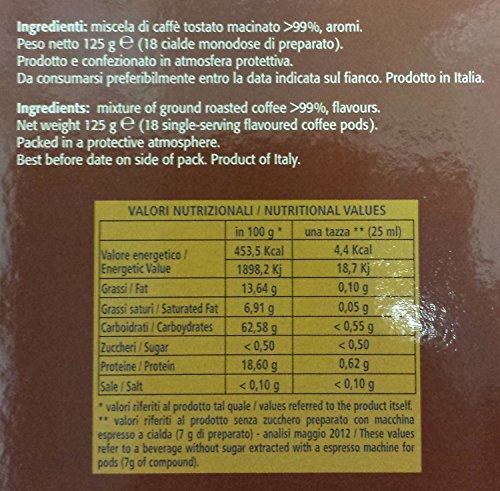 Ingredienti: miscela di caffè tostato macinato >99%, aromi.
Peso netto 125 g ℮ (18 cialde monodose di preparato).
Prodotto e confezionato in atmosfera protettiva.
Da consumarsi preferibilmente entro la data indicata sul fianco. Prodotto in Italia.
Ingredients: mixture of ground roasted coffee >99%, flavours.
Net weight 125 g ℮ (18 single-serving flavoured coffee pods).
Packed in a protective atmosphere.
Best before date on side of pack. Product of Italy.
VALORI NUTRIZIONALI / NUTRITIONAL VALUES
in 100 g * una tazza ** (25 ml)
Valore energetico / 453,5 Kcal 4,4 Kcal
Energetic Value 1898,2 Kj 18,7 Kj
Grassi / Fat 13,64 g 0,10 g
Grassi saturi / Saturated Fat 6,91 g 0,05 g
Carboidrati / Carboydrates 62,58 g < 0,55 g
Zuccheri / Sugar < 0,50 < 0,50
Proteine / Protein 18,60 g 0,62 g
Sale / Salt < 0,10 g < 0,10 g
* valori riferiti al prodotto tal quale / values referred to the product itself.
** valori riferiti al prodotto senza zucchero preparato con macchina
espresso a cialda (7 g di preparato) - analisi maggio 2012 / These values
refer to a beverage without sugar extracted with a espresso machine for
pods (7g of compound).